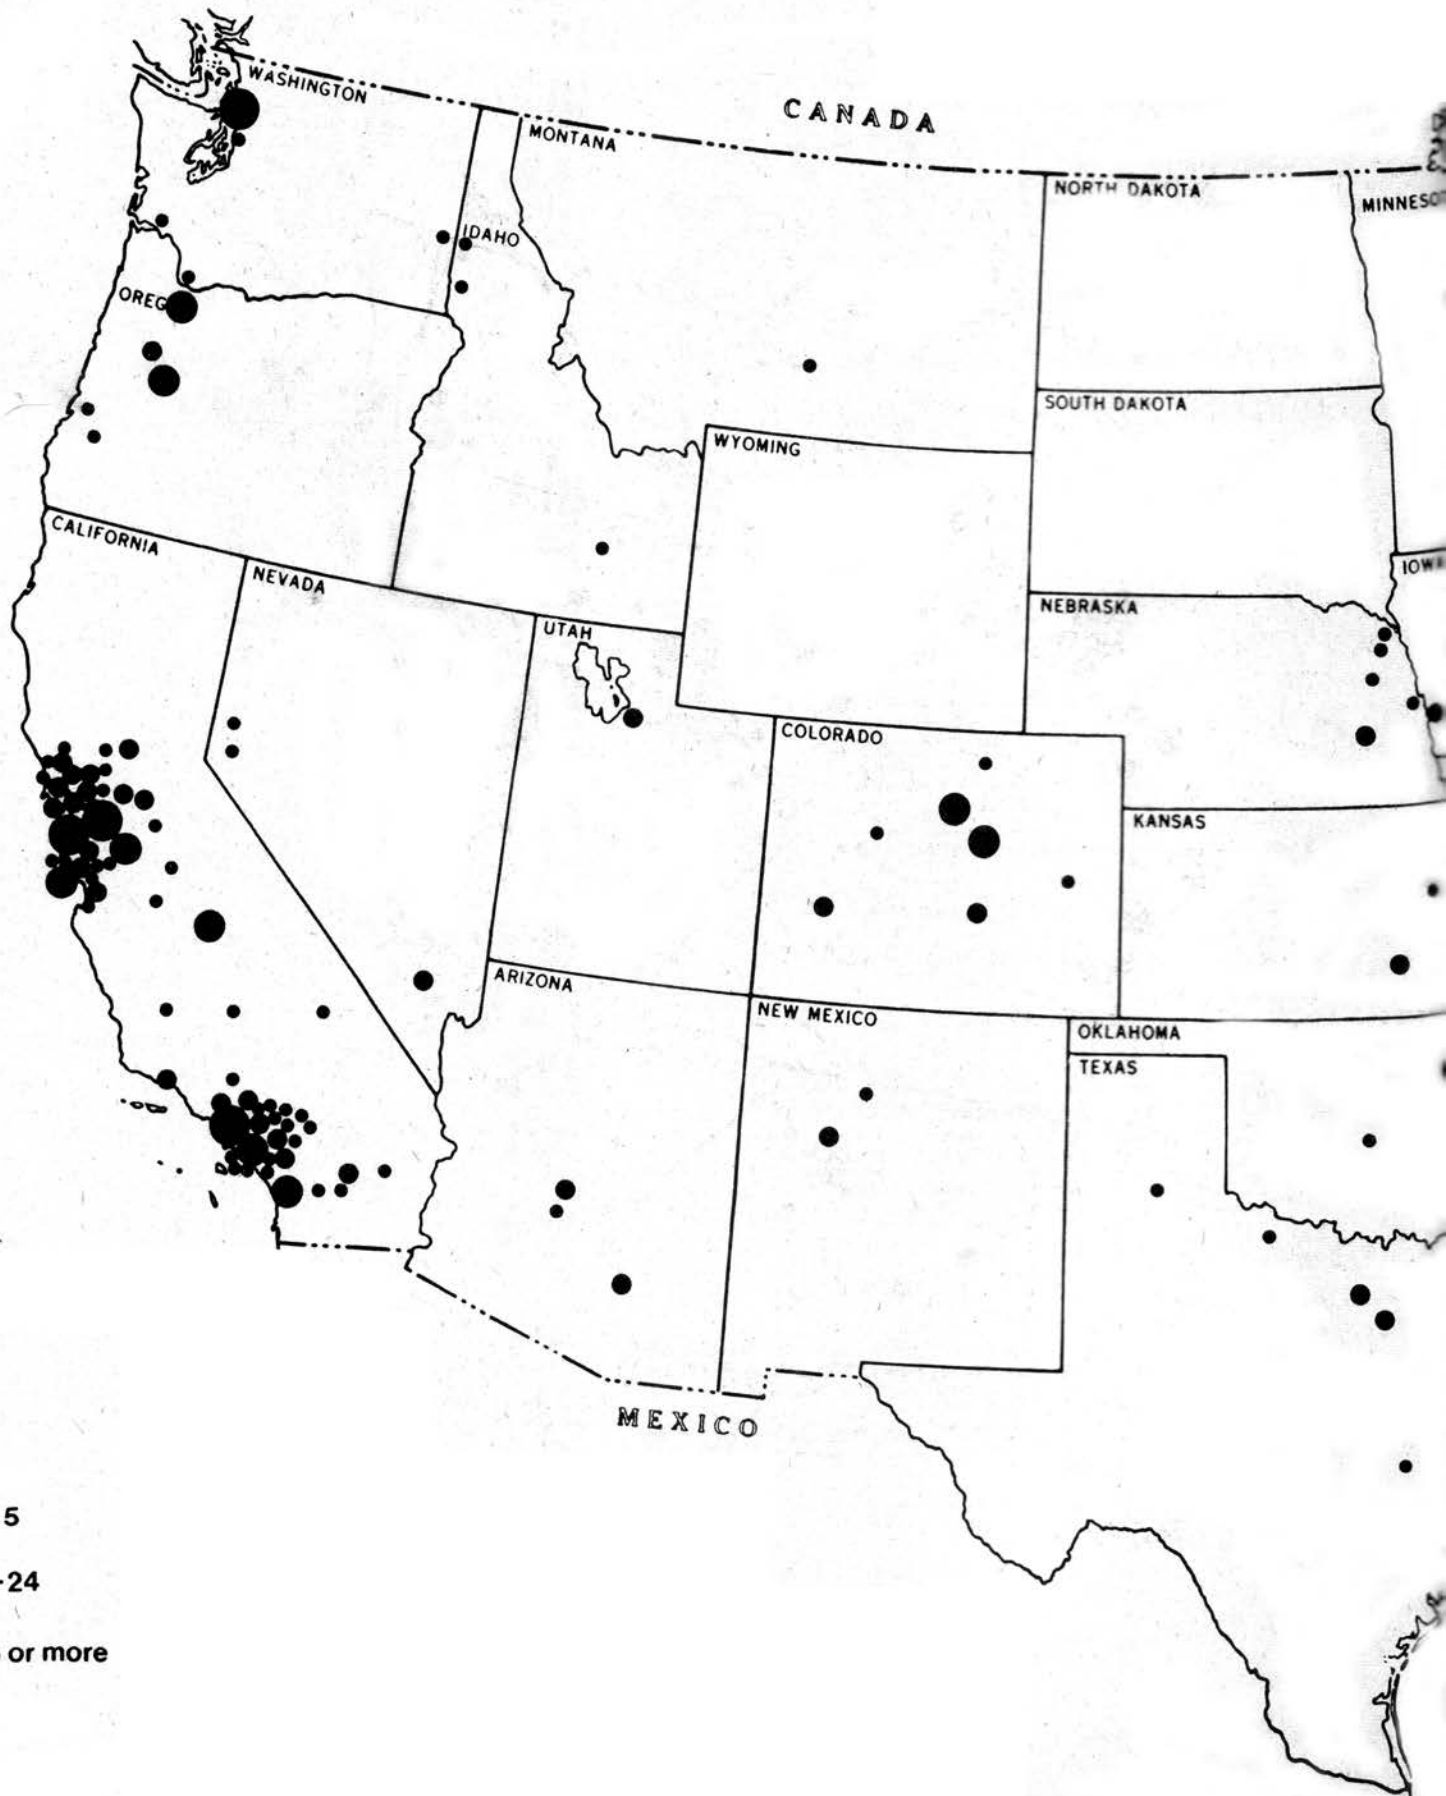 CANADA
WASHINGTON
MONTANA
NORTH DAKOTA
MINNESO
IDAHO
OREG
SOUTH DAKOTA
WYOMING
CALIFORNIA
NEVADA
IOW
NEBRASKA
UTAH
COLORADO
KANSAS
ARIZONA
NEW MEXICO
OKLAHOMA
TEXAS
MEXICO
5
-24
or more